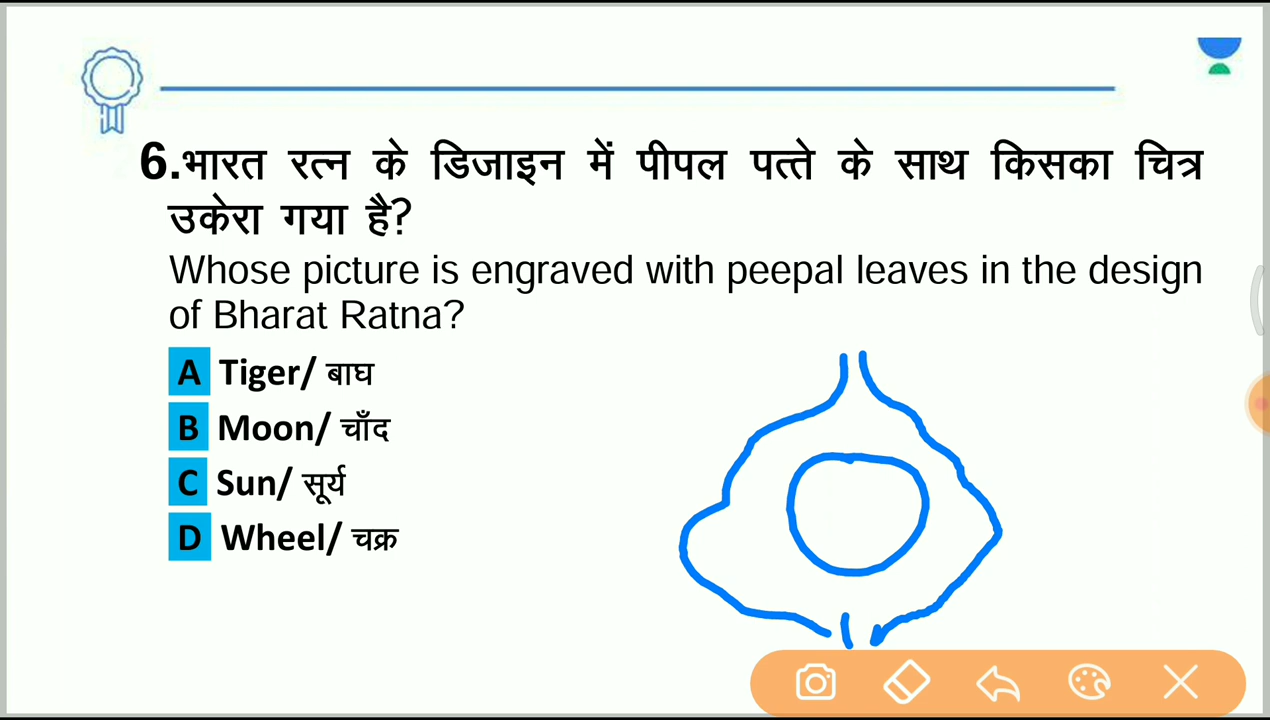 6.भारत रत्न के डिजाइन में पीपल पत्ते के साथ किसका चित्र
उकेरा गया है?
Whose picture is engraved with peepal leaves in the design
of Bharat Ratna?
A Tiger/ बाघ
B Moon/ चाँद
C Sun/ सूर्य
D Wheel/ चक्र